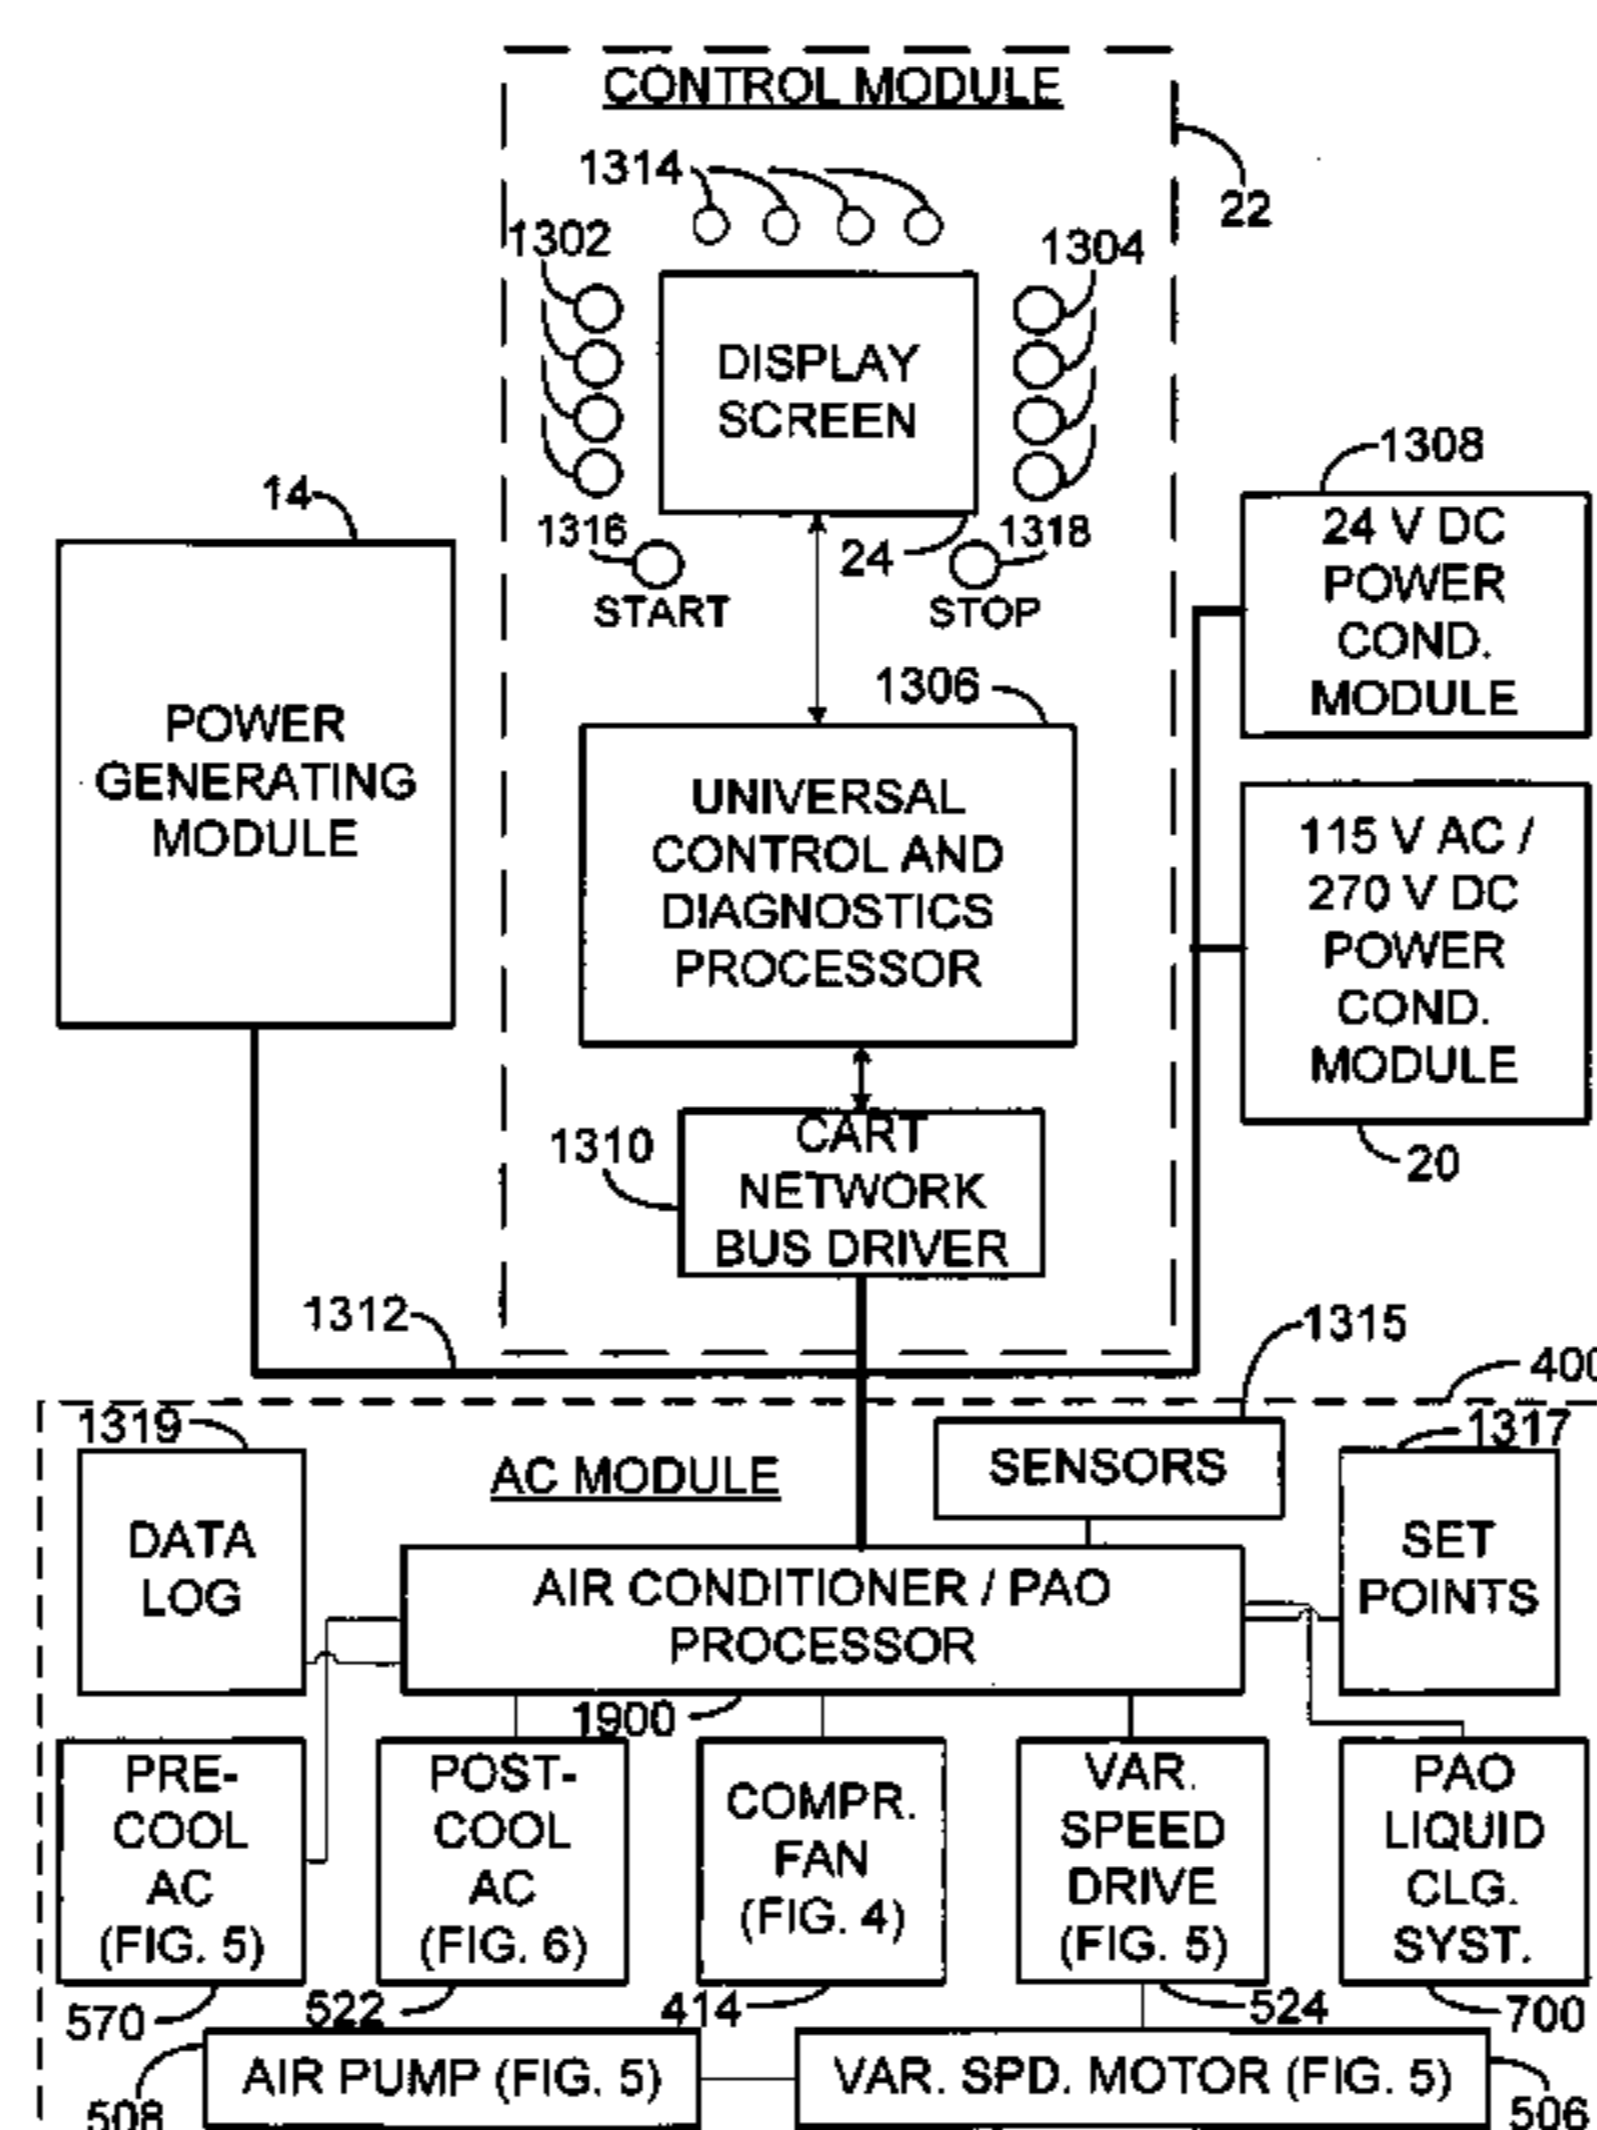 CONTROL MODULE
1314
22
1302
1304
DISPLAY
SCREEN
1308
14
1316
24
1318
START
STOP
24 V DC
POWER
COND.
MODULE
1306
POWER
GENERATING
MODULE
UNIVERSAL
CONTROL AND
DIAGNOSTICS
PROCESSOR
115 V AC /
270 V DC
POWER
COND.
MODULE
1310
CART
NETWORK
BUS DRIVER
20
1312
1315
400
1319
AC MODULE
SENSORS
1317
DATA
LOG
SET
POINTS
AIR CONDITIONER / PAO
PROCESSOR
1900
PRE-
COOL
AC
(FIG. 5)
POST-
COOL
AC
(FIG. 6)
COMPR.
FAN
(FIG. 4)
VAR.
SPEED
DRIVE
(FIG. 5)
PAO
LIQUID
CLG.
SYST.
570
522
414
524
700
AIR PUMP (FIG. 5)
VAR. SPD. MOTOR (FIG. 5)
508
506